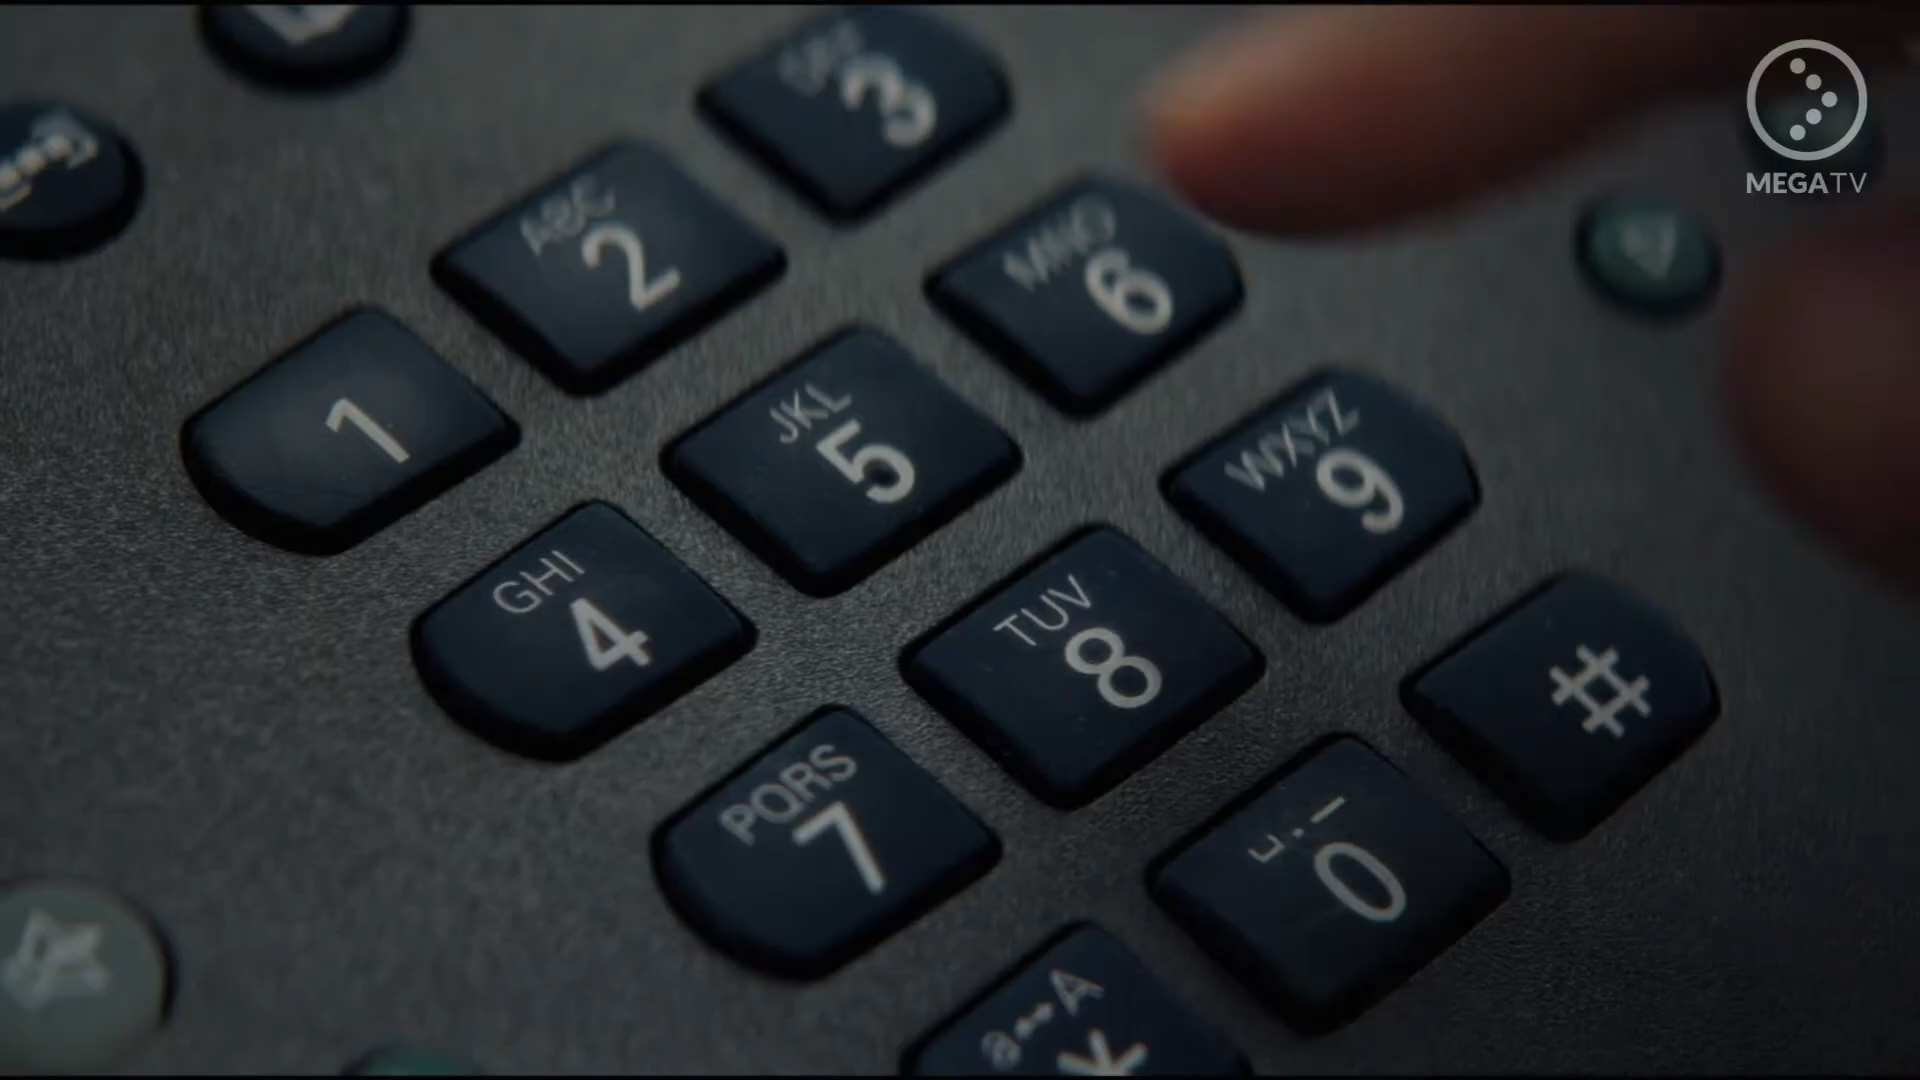 MEGATV
DEF
3
ABC
2
MNO
6
1
JKL
5
WXYZ
9
GHI
4
TUV
8
#
PQRS
7
0
a↔A
*